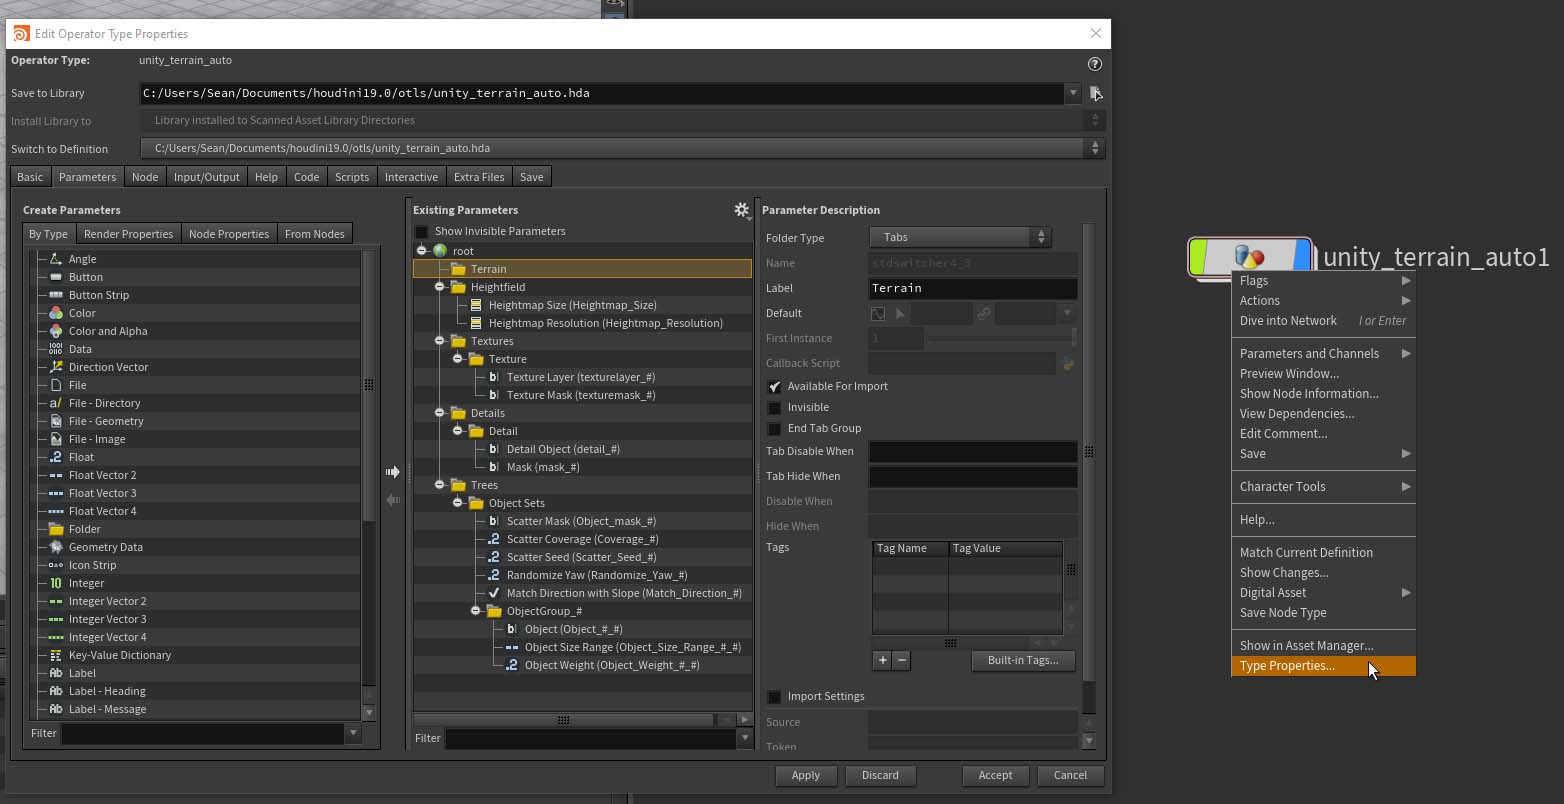 Edit Operator Type Properties
Operator Type: unity_terrain_auto
Save to Library C:/Users/Sean/Documents/houdini19.0/otls/unity_terrain_auto.hda
Install Library to Library installed to Scanned Asset Library Directories
Switch to Definition C:/Users/Sean/Documents/houdini19.0/otls/unity_terrain_auto.hda
Basic Parameters Node Input/Output Help Code Scripts Interactive Extra Files Save
Create Parameters
By Type Render Properties Node Properties From Nodes
Angle
Button
Button Strip
Color
Color and Alpha
Data
Direction Vector
File
File - Directory
File - Geometry
File - Image
Float
Float Vector 2
Float Vector 3
Float Vector 4
Folder
Geometry Data
Icon Strip
Integer
Integer Vector 2
Integer Vector 3
Integer Vector 4
Key-Value Dictionary
Label
Label - Heading
Label - Message
Filter
Existing Parameters
Show Invisible Parameters
root
Terrain
Heightfield
Heightmap Size (Heightmap_Size)
Heightmap Resolution (Heightmap_Resolution)
Textures
Texture
Texture Layer (texturelayer_#)
Texture Mask (texturemask_#)
Details
Detail
Detail Object (detail_#)
Mask (mask_#)
Trees
Object Sets
Scatter Mask (Object_mask_#)
Scatter Coverage (Coverage_#)
Scatter Seed (Scatter_Seed_#)
Randomize Yaw (Randomize_Yaw_#)
Match Direction with Slope (Match_Direction_#)
ObjectGroup_#
Object (Object_#_#)
Object Size Range (Object_Size_Range_#_#)
Object Weight (Object_Weight_#_#)
Filter
Parameter Description
Folder Type Tabs
Name stdswitcher4_3
Label Terrain
Default
First Instance 1
Callback Script
Available For Import
Invisible
End Tab Group
Tab Disable When
Tab Hide When
Disable When
Hide When
Tags Tag Name Tag Value
+ − Built-in Tags...
Import Settings
Source
Token
Apply Discard Accept Cancel
unity_terrain_auto1
Flags
Actions
Dive into Network I or Enter
Parameters and Channels
Preview Window...
Show Node Information...
View Dependencies...
Edit Comment...
Save
Character Tools
Help...
Match Current Definition
Show Changes...
Digital Asset
Save Node Type
Show in Asset Manager...
Type Properties...